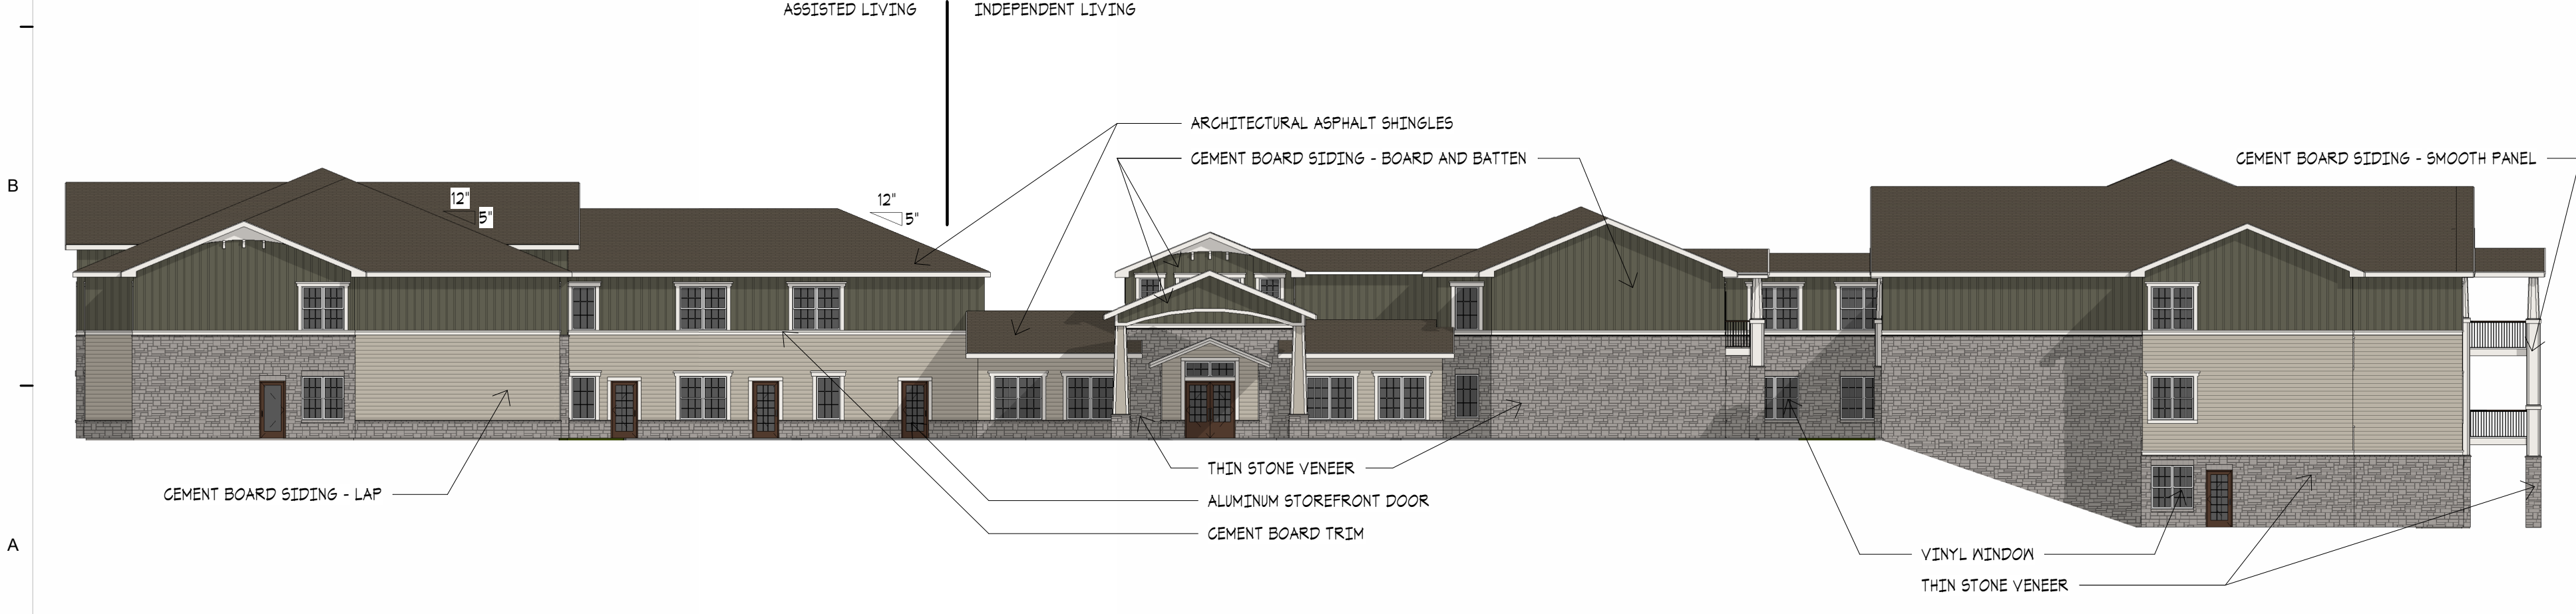 ASSISTED LIVING
INDEPENDENT LIVING
ARCHITECTURAL ASPHALT SHINGLES
CEMENT BOARD SIDING - BOARD AND BATTEN
CEMENT BOARD SIDING - SMOOTH PANEL
B
12"
5"
12"
5"
THIN STONE VENEER
CEMENT BOARD SIDING - LAP
ALUMINUM STOREFRONT DOOR
CEMENT BOARD TRIM
A
VINYL WINDOW
THIN STONE VENEER